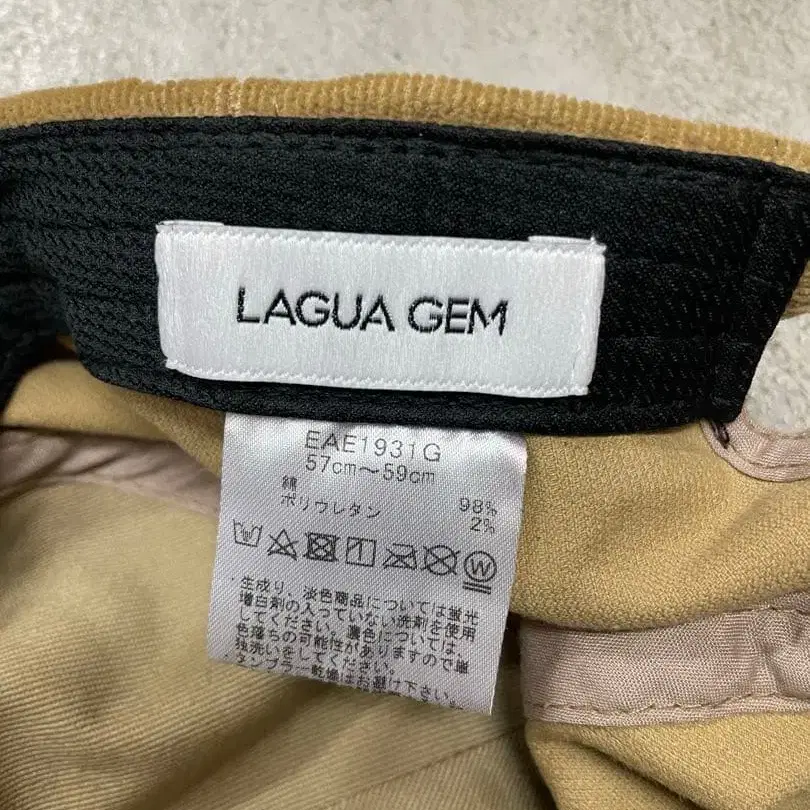 LAGUA GEM
EAE1931G
57cm～59cm
綿 98%
ポリウレタン 2%
W
・生成り、淡色商品については蛍光
増白剤の入っていない洗剤を使用
してください。濃色については
色落ちの可能性がありますので単
独洗いをしてください。
タンブラー乾燥はお避け下さい。